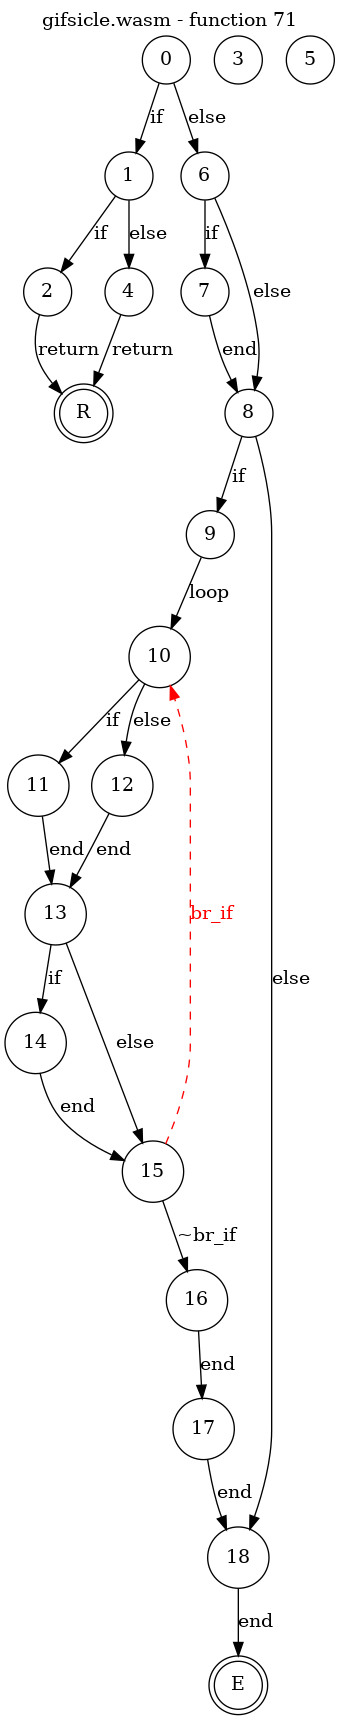 gifsicle.wasm - function 71
0 3 5
if else
1 6
if else if else
2 4 7
return return end
R 8
if
9
loop
10
if else
11 12
end end br_if
13
if else else
14
end
15
~br_if
16
end
17
end
18
end
E